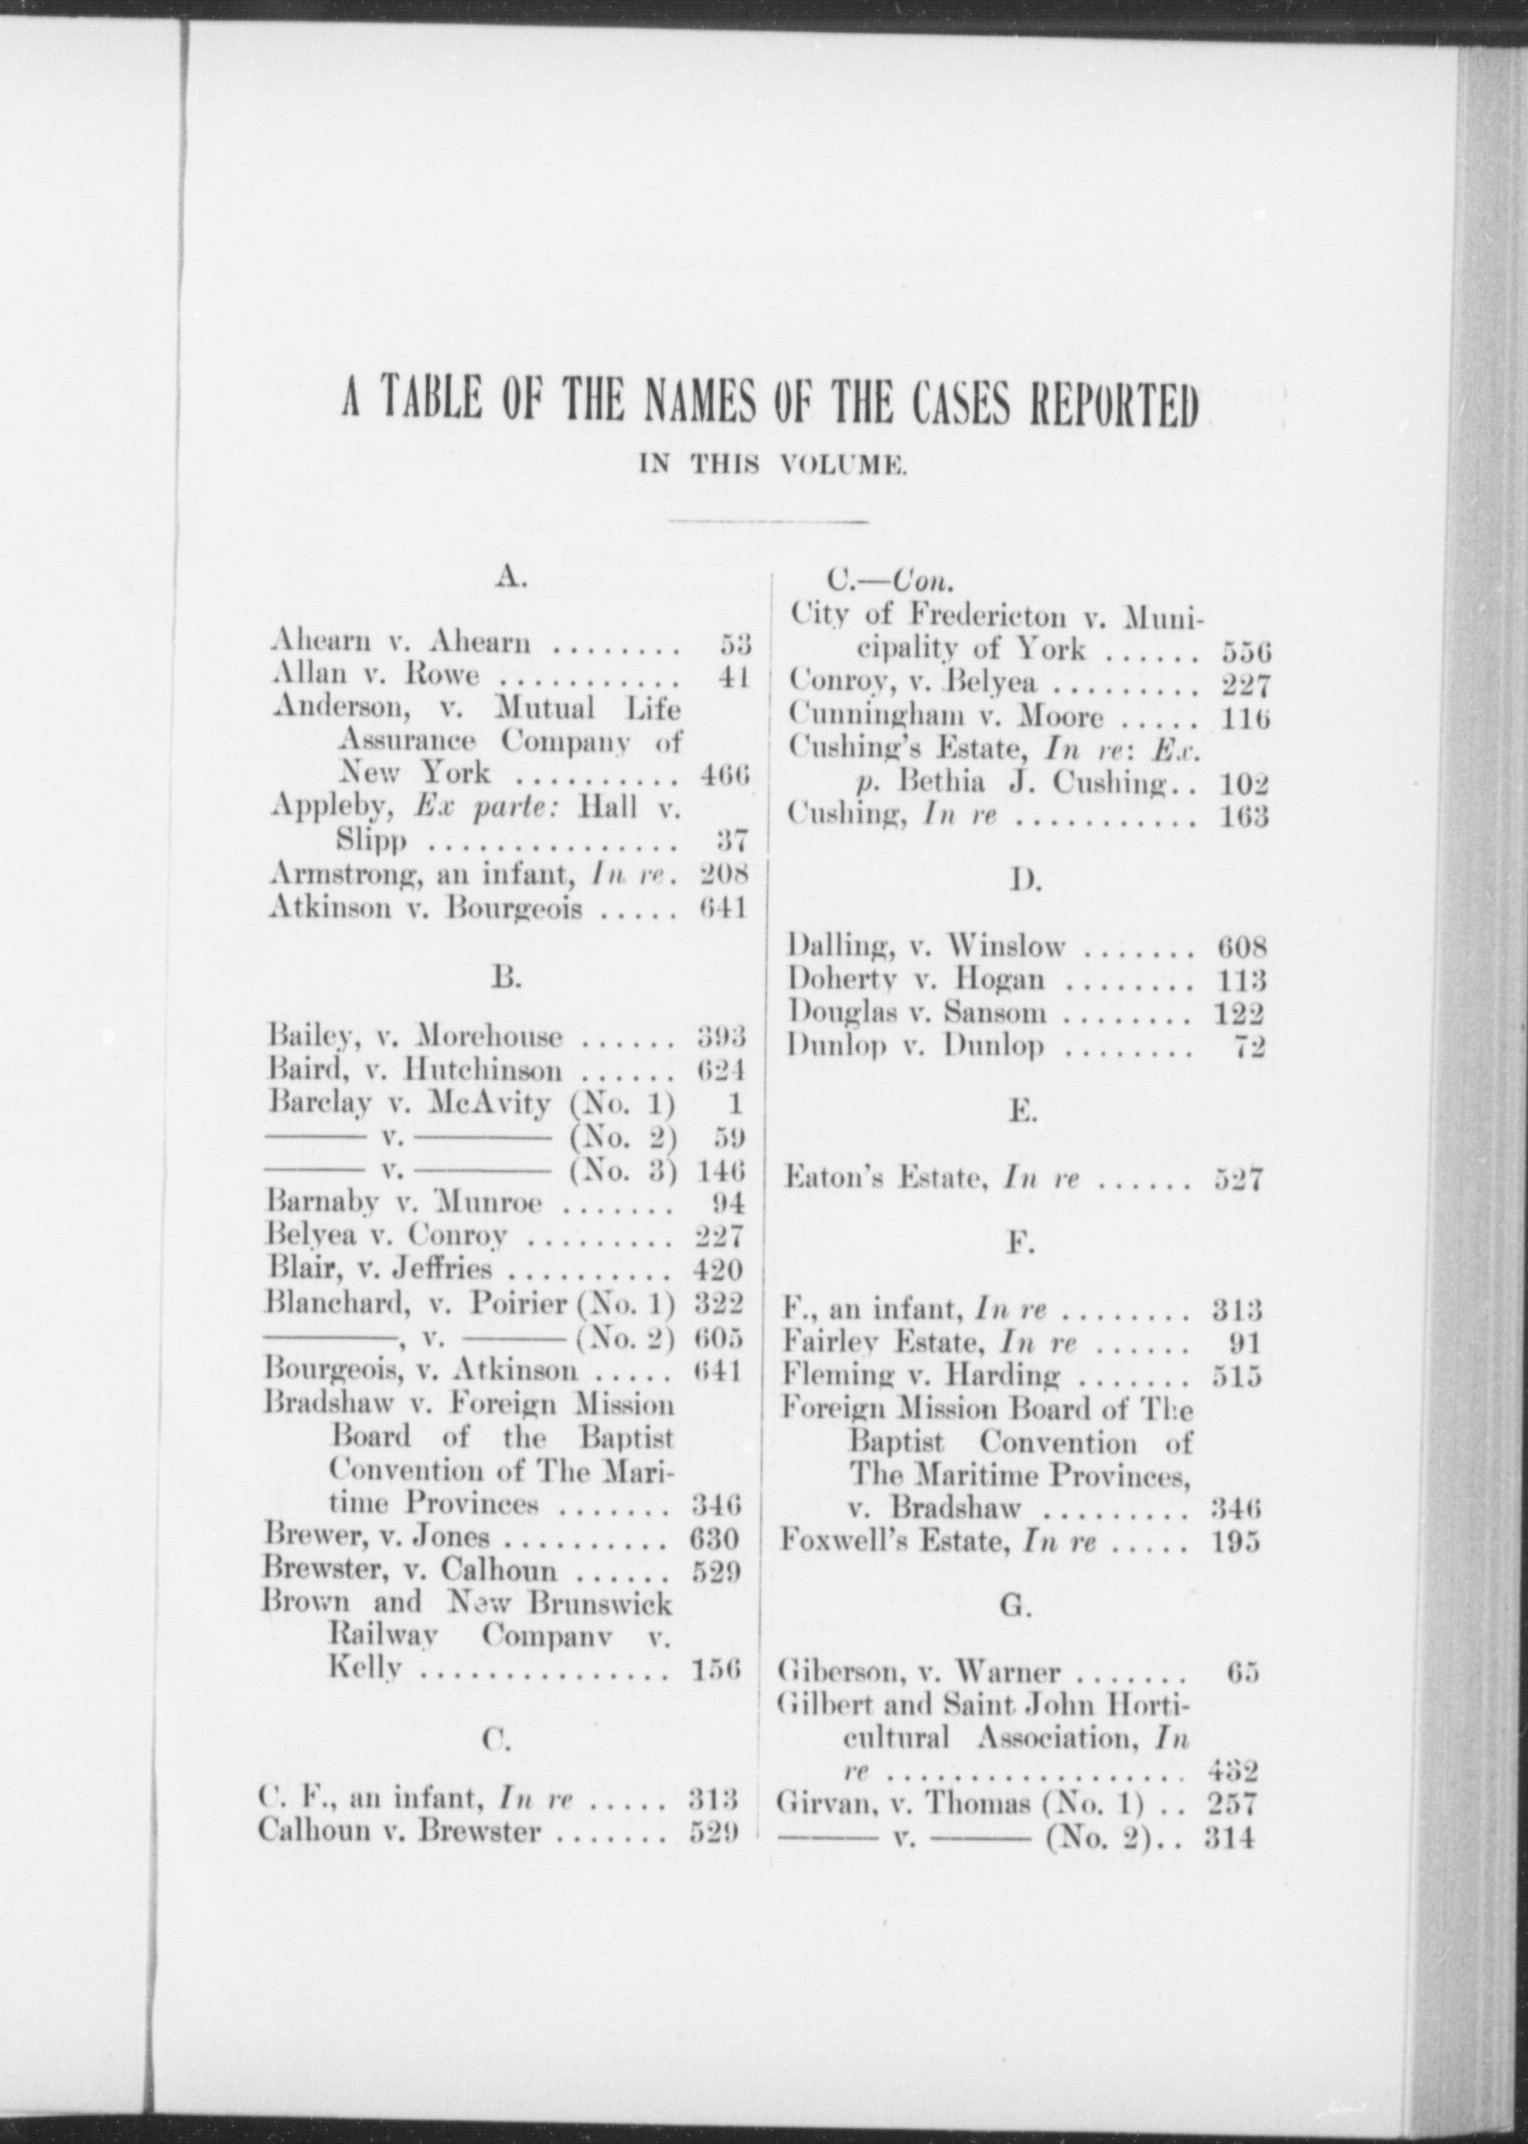 A TABLE OF THE NAMES OF THE CASES REPORTED
IN THIS VOLUME.
A.
Ahearn v. Ahearn ........ 53
Allan v. Rowe ........... 41
Anderson, v. Mutual Life
Assurance Company of
New York .......... 466
Appleby, Ex parte: Hall v.
Slipp ............... 37
Armstrong, an infant, In re. 208
Atkinson v. Bourgeois ..... 641
B.
Bailey, v. Morehouse ...... 393
Baird, v. Hutchinson ...... 624
Barclay v. McAvity (No. 1) 1
——— v. ———— (No. 2) 59
——— v. ———— (No. 3) 146
Barnaby v. Munroe ....... 94
Belyea v. Conroy ......... 227
Blair, v. Jeffries .......... 420
Blanchard, v. Poirier (No. 1) 322
————, v. ——— (No. 2) 605
Bourgeois, v. Atkinson ..... 641
Bradshaw v. Foreign Mission
Board of the Baptist
Convention of The Mari-
time Provinces ....... 346
Brewer, v. Jones .......... 630
Brewster, v. Calhoun ...... 529
Brown and New Brunswick
Railway Company v.
Kelly ............... 156
C.
C. F., an infant, In re ..... 313
Calhoun v. Brewster ....... 529
C.—Con.
City of Fredericton v. Muni-
cipality of York ...... 556
Conroy, v. Belyea ......... 227
Cunningham v. Moore ..... 116
Cushing's Estate, In re: Ex.
p. Bethia J. Cushing.. 102
Cushing, In re ........... 163
D.
Dalling, v. Winslow ....... 608
Doherty v. Hogan ........ 113
Douglas v. Sansom ........ 122
Dunlop v. Dunlop ........ 72
E.
Eaton's Estate, In re ...... 527
F.
F., an infant, In re ........ 313
Fairley Estate, In re ...... 91
Fleming v. Harding ....... 515
Foreign Mission Board of The
Baptist Convention of
The Maritime Provinces,
v. Bradshaw ......... 346
Foxwell's Estate, In re ..... 195
G.
Giberson, v. Warner ....... 65
Gilbert and Saint John Horti-
cultural Association, In
re .................. 432
Girvan, v. Thomas (No. 1) .. 257
——— v. ——— (No. 2).. 314